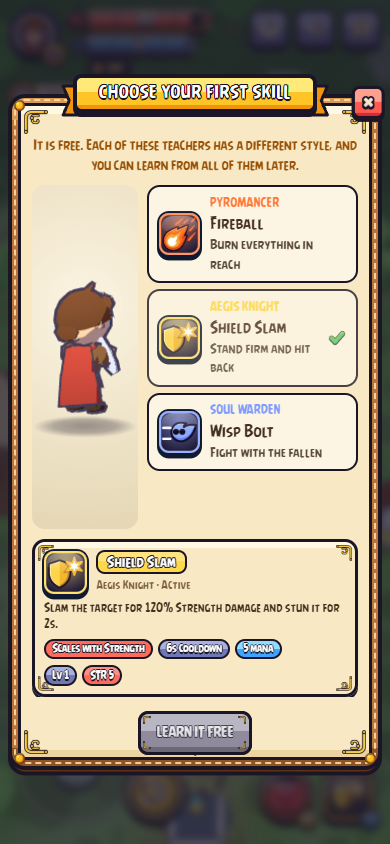 Choose your first skill
It is free. Each of these teachers has a different style, and
you can learn from all of them later.
Pyromancer
Fireball
Burn everything in
reach
Aegis Knight
Shield Slam
Stand firm and hit
back
Soul Warden
Wisp Bolt
Fight with the fallen
Shield Slam
Aegis Knight · Active
Slam the target for 120% Strength damage and stun it for
2s.
Scales with Strength
6s Cooldown
5 mana
Lv 1
STR 5
Learn it free